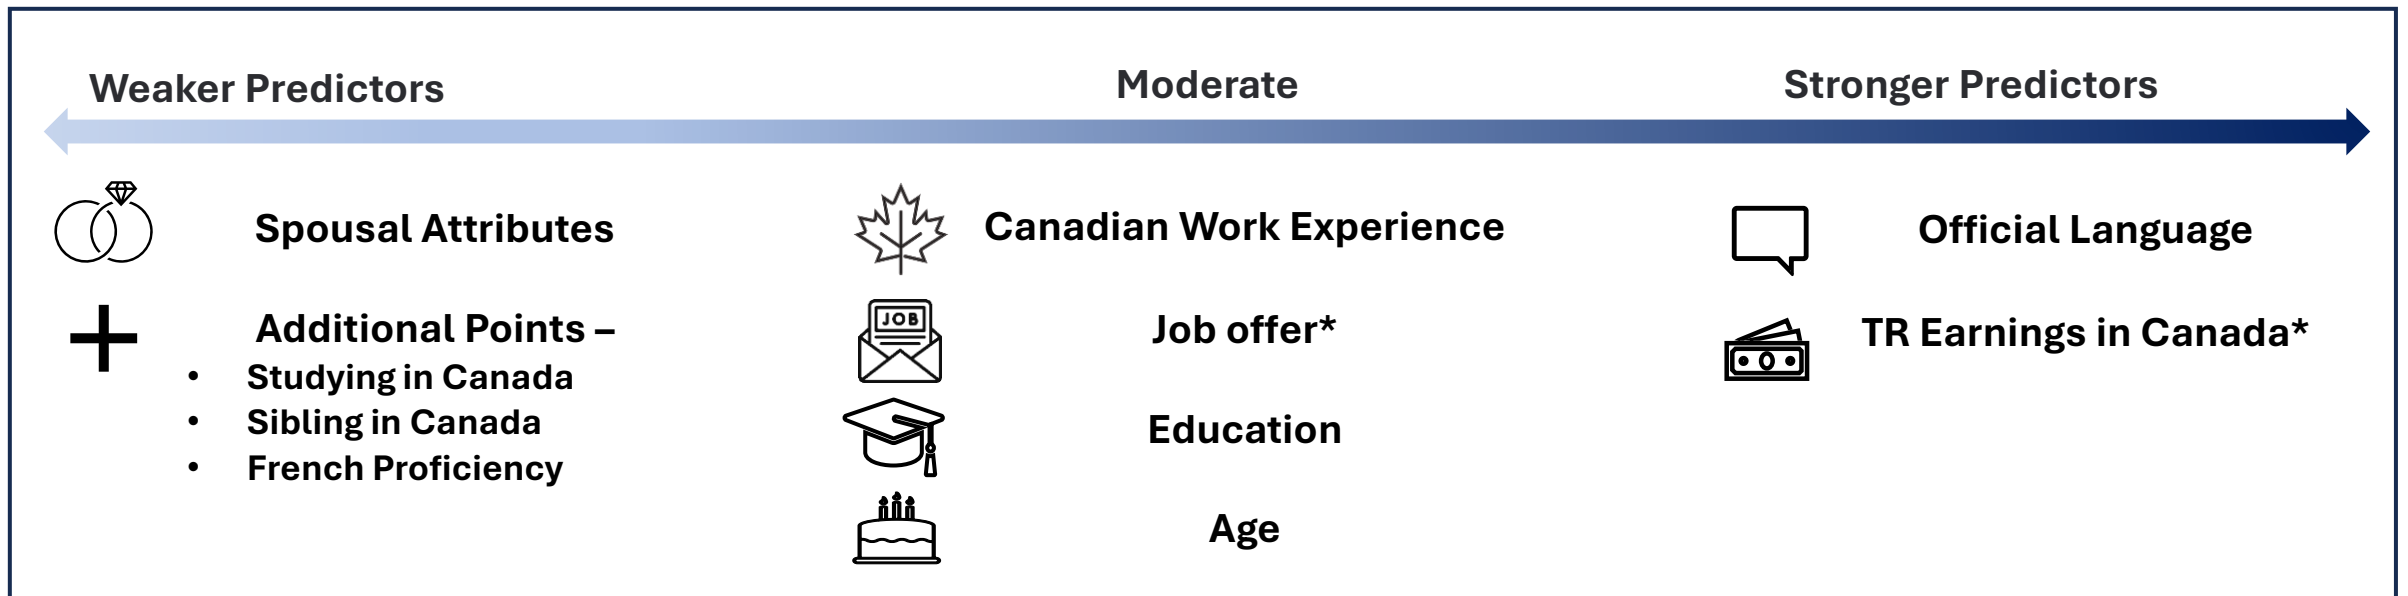 Weaker Predictors
Moderate
Stronger Predictors
Spousal Attributes
Additional Points –
• Studying in Canada
• Sibling in Canada
• French Proficiency
Canadian Work Experience
JOB
Job offer*
Education
Age
Official Language
TR Earnings in Canada*